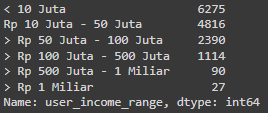 < 10 Juta 6275
Rp 10 Juta - 50 Juta 4816
> Rp 50 Juta - 100 Juta 2390
> Rp 100 Juta - 500 Juta 1114
> Rp 500 Juta - 1 Miliar 90
> Rp 1 Miliar 27
Name: user_income_range, dtype: int64